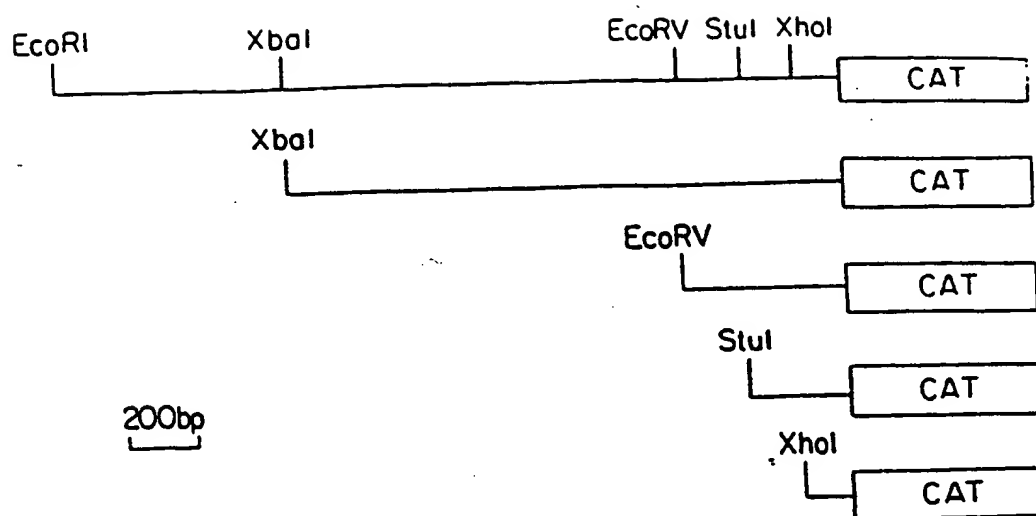 EcoRI XbaI EcoRV StuI XhoI
CAT
XbaI
CAT
EcoRV
CAT
StuI
CAT
200bp
XhoI
CAT